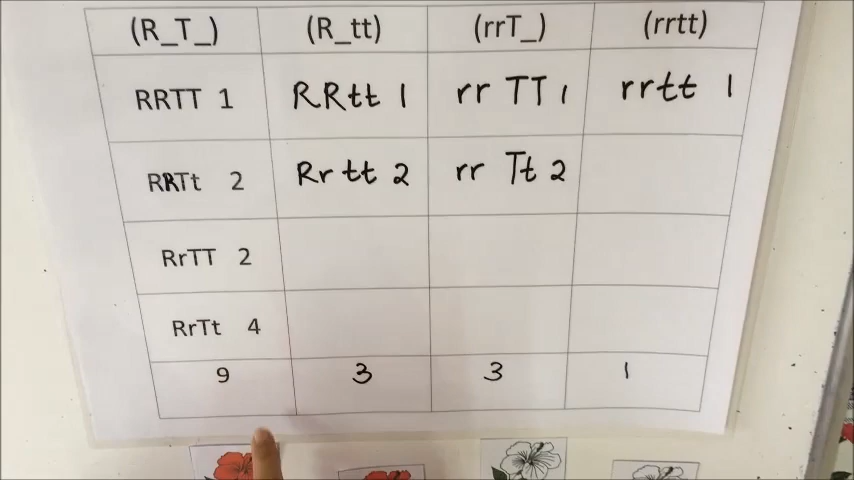 (R_T_) (R_tt) (rrT_) (rrtt)
RRTT 1 RRtt 1 rr TT 1 rrtt 1
RRTt 2 Rr tt 2 rr Tt 2
RrTT 2
RrTt 4
9 3 3 1